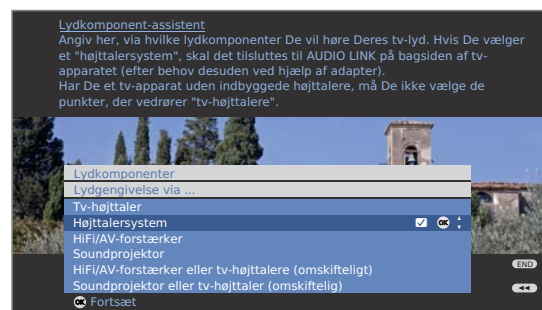 Lydkomponent-assistent
Angiv her, via hvilke lydkomponenter De vil høre Deres tv-lyd. Hvis De vælger
et "højttalersystem", skal det tilsluttes til AUDIO LINK på bagsiden af tv-
apparatet (efter behov desuden ved hjælp af adapter).
Har De et tv-apparat uden indbyggede højttalere, må De ikke vælge de
punkter, der vedrører "tv-højttalere".
Lydkomponenter
Lydgengivelse via ...
Tv-højttaler
Højttalersystem OK
HiFi/AV-forstærker
Soundprojektor
HiFi/AV-forstærker eller tv-højttalere (omskifteligt)
END
Soundprojektor eller tv-højttaler (omskiftelig)
OK Fortsæt